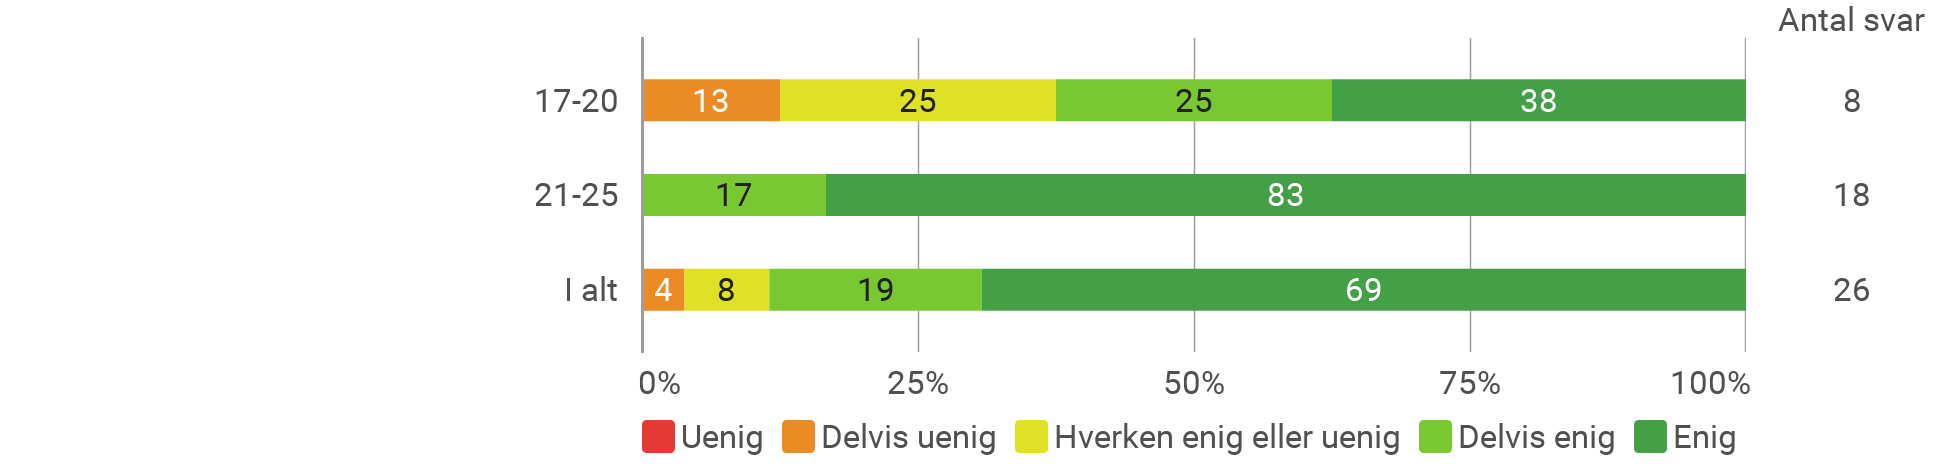 Antal svar
17-20 13 25 25 38 8
21-25 17 83 18
I alt 4 8 19 69 26
0% 25% 50% 75% 100%
Uenig Delvis uenig Hverken enig eller uenig Delvis enig Enig